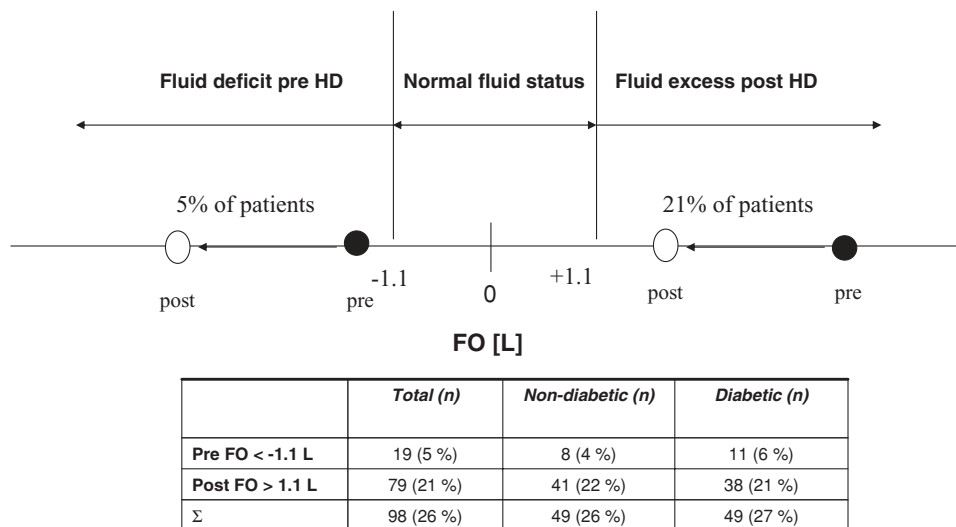 Fluid deficit pre HD Normal fluid status Fluid excess post HD
5% of patients 21% of patients
-1.1 +1.1
post pre 0 post pre
FO [L]
Total (n) Non-diabetic (n) Diabetic (n)
Pre FO < -1.1 L 19 (5 %) 8 (4 %) 11 (6 %)
Post FO > 1.1 L 79 (21 %) 41 (22 %) 38 (21 %)
Σ 98 (26 %) 49 (26 %) 49 (27 %)